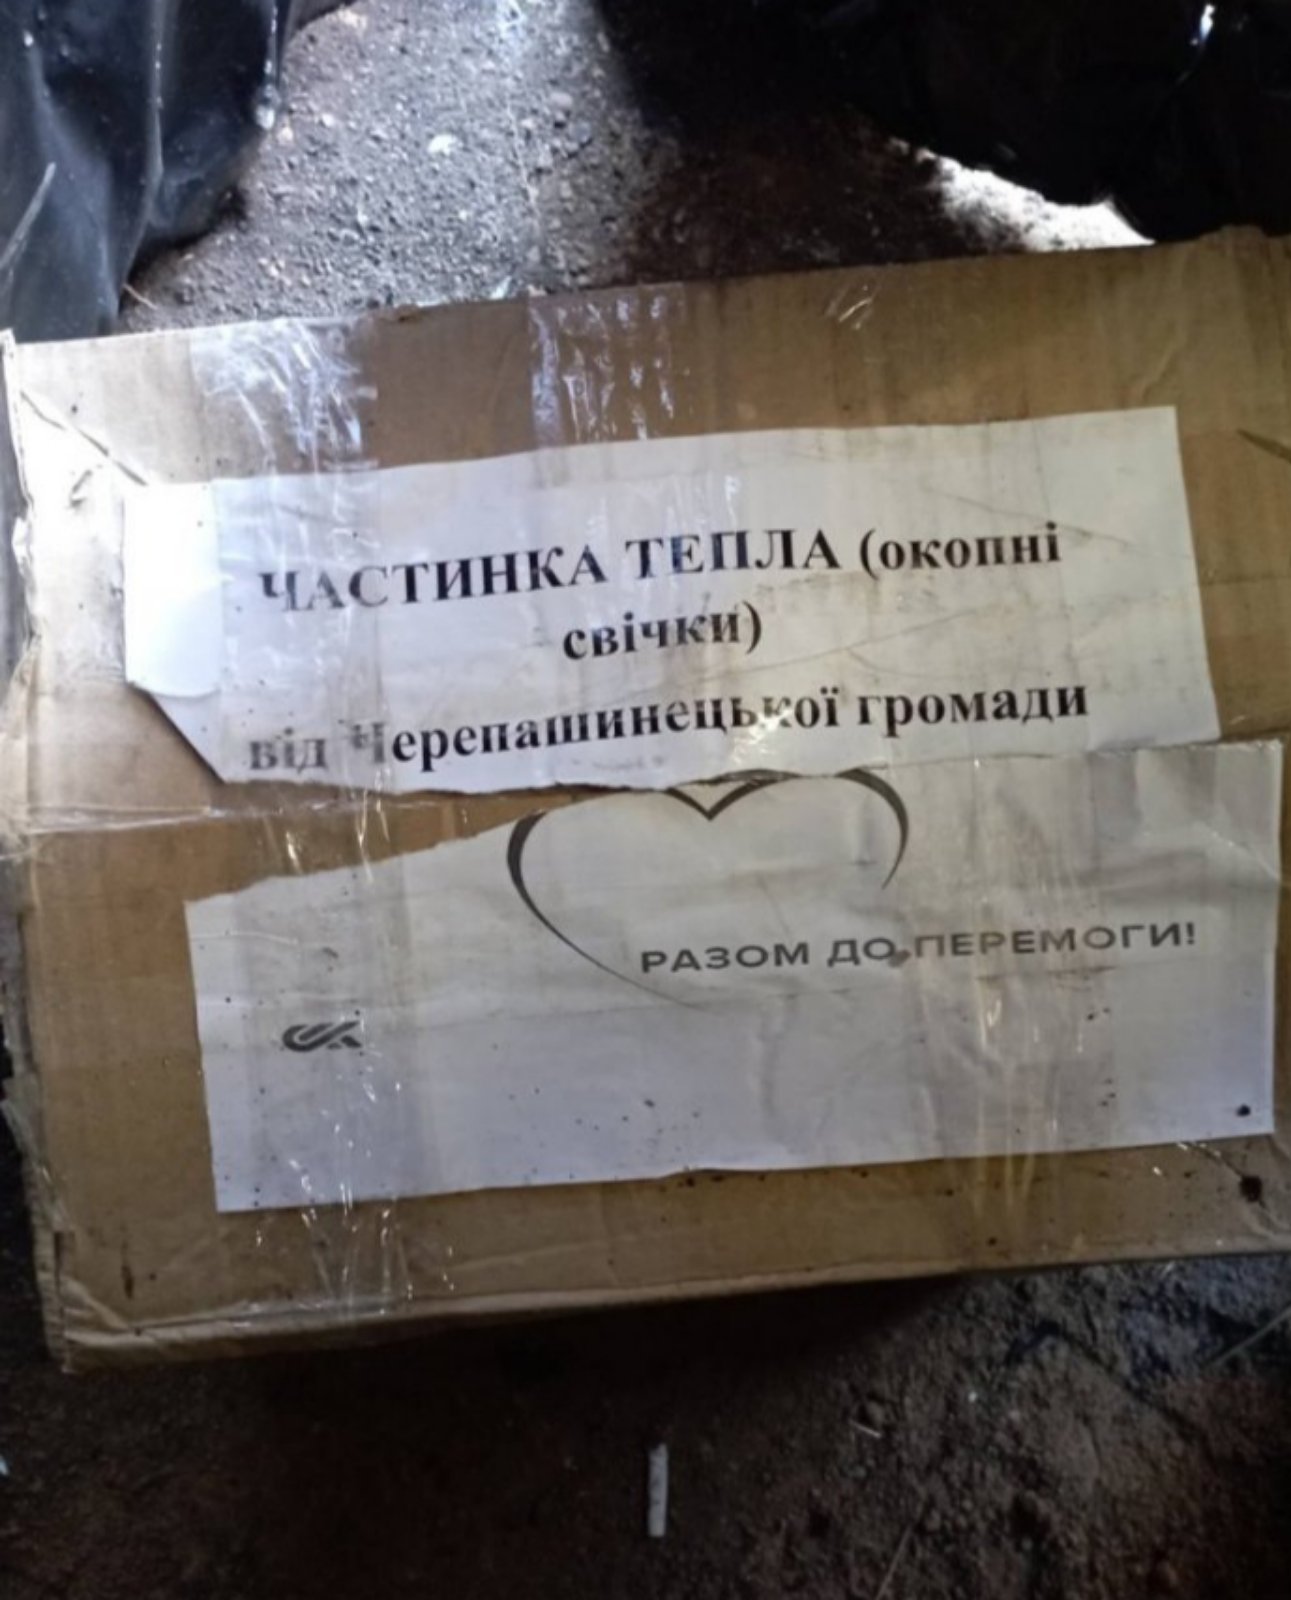 ЧАСТИНКА ТЕПЛА (окопні
свічки)
від Черепашинецької громади
РАЗОМ ДО ПЕРЕМОГИ!